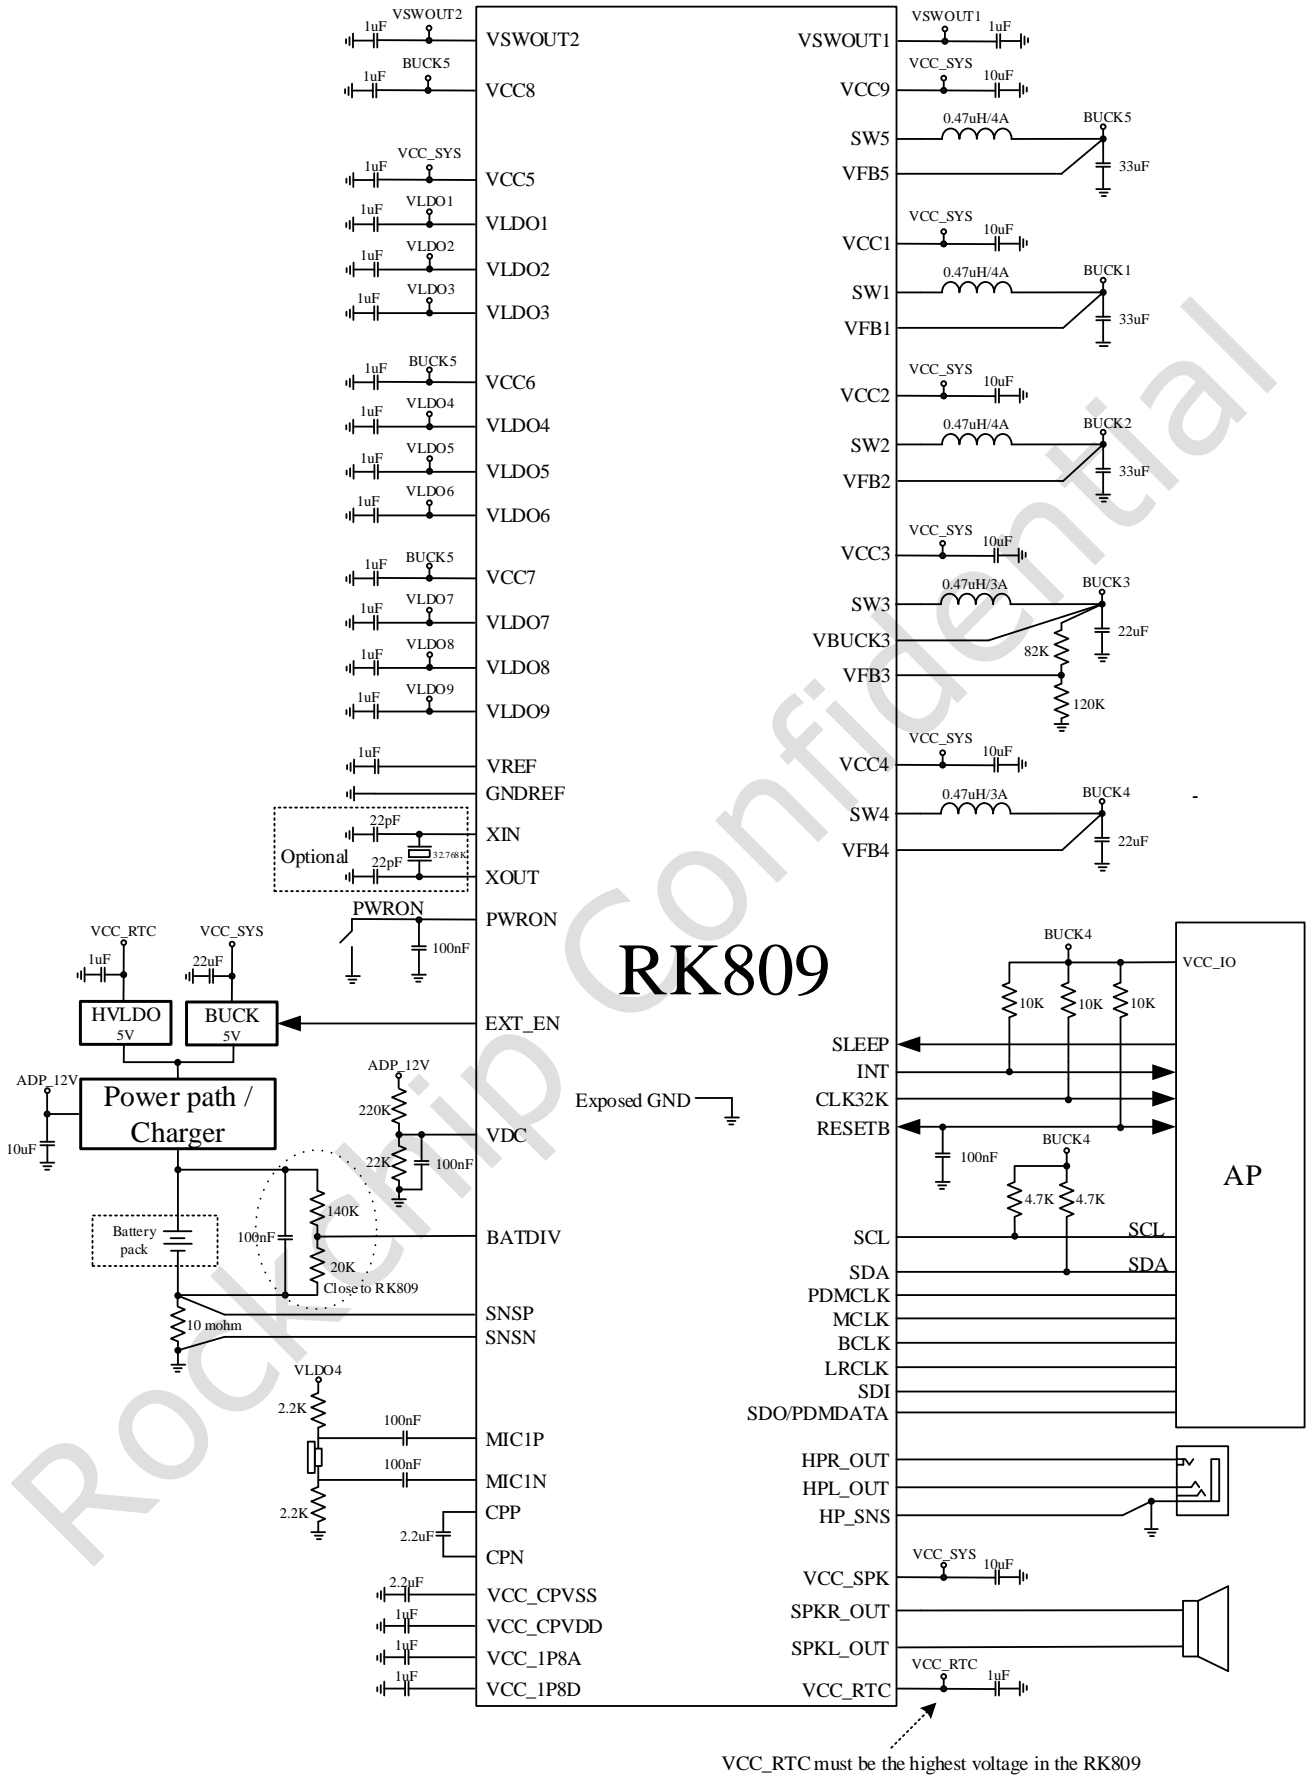 VSWOUT2
1uF
VSWOUT2
BUCK5
1uF
VCC8
VCC_SYS
1uF
VCC5
VLDO1
1uF
VLDO1
VLDO2
1uF
VLDO2
VLDO3
1uF
VLDO3
BUCK5
1uF
VCC6
VLDO4
1uF
VLDO4
VLDO5
1uF
VLDO5
VLDO6
1uF
VLDO6
BUCK5
1uF
VCC7
VLDO7
1uF
VLDO7
VLDO8
1uF
VLDO8
VLDO9
1uF
VLDO9
1uF
VREF
GNDREF
22pF
XIN
Optional
32.768K
22pF
XOUT
PWRON
PWRON
100nF
VCC_RTC
VCC_SYS
1uF
22uF
HVLDO
5V
BUCK
5V
EXT_EN
ADP_12V
Power path /
Charger
10uF
ADP_12V
220K
VDC
22K
100nF
Battery
pack
140K
100nF
BATDIV
20K
Close to RK809
SNSP
10 mohm
SNSN
VLDO4
2.2K
100nF
MIC1P
100nF
MIC1N
2.2K
CPP
2.2uF
CPN
2.2uF
VCC_CPVSS
1uF
VCC_CPVDD
1uF
VCC_1P8A
1uF
VCC_1P8D
RK809
Exposed GND
VSWOUT1
VSWOUT1
1uF
VCC_SYS
VCC9
10uF
0.47uH/4A
BUCK5
SW5
VFB5
33uF
VCC_SYS
VCC1
10uF
0.47uH/4A
BUCK1
SW1
VFB1
33uF
VCC_SYS
VCC2
10uF
0.47uH/4A
BUCK2
SW2
VFB2
33uF
VCC_SYS
VCC3
10uF
0.47uH/3A
BUCK3
SW3
22uF
VBUCK3
82K
VFB3
120K
VCC_SYS
VCC4
10uF
0.47uH/3A
BUCK4
-
SW4
VFB4
22uF
BUCK4
VCC_IO
10K
10K
10K
SLEEP
INT
CLK32K
RESETB
BUCK4
100nF
AP
4.7K
4.7K
SCL
SCL
SDA
SDA
PDMCLK
MCLK
BCLK
LRCLK
SDI
SDO/PDMDATA
HPR_OUT
HPL_OUT
HP_SNS
VCC_SYS
VCC_SPK
10uF
SPKR_OUT
SPKL_OUT
VCC_RTC
VCC_RTC
1uF
VCC_RTC must be the highest voltage in the RK809
Rockchip Confidential